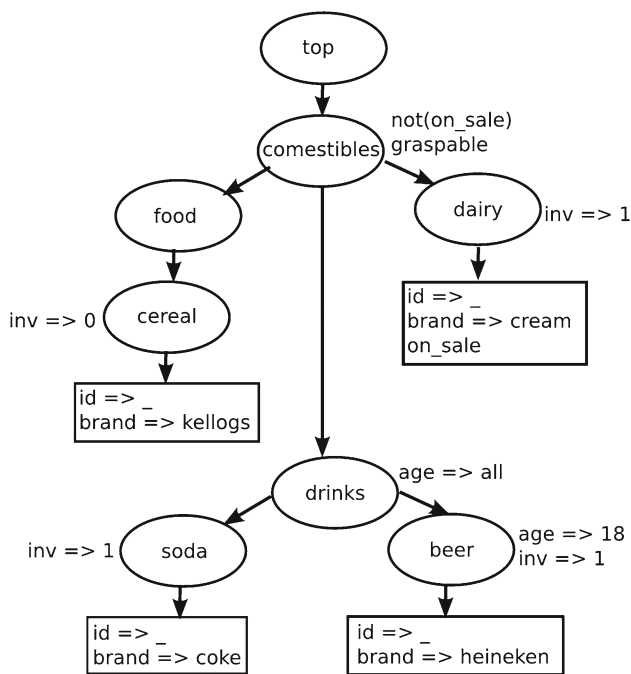 top
not(on_sale)
graspable
comestibles
food
dairy
inv => 1
id => _
brand => cream
on_sale
inv => 0
cereal
id => _
brand => kellogs
age => all
drinks
inv => 1
soda
beer
age => 18
inv => 1
id => _
brand => coke
id => _
brand => heineken